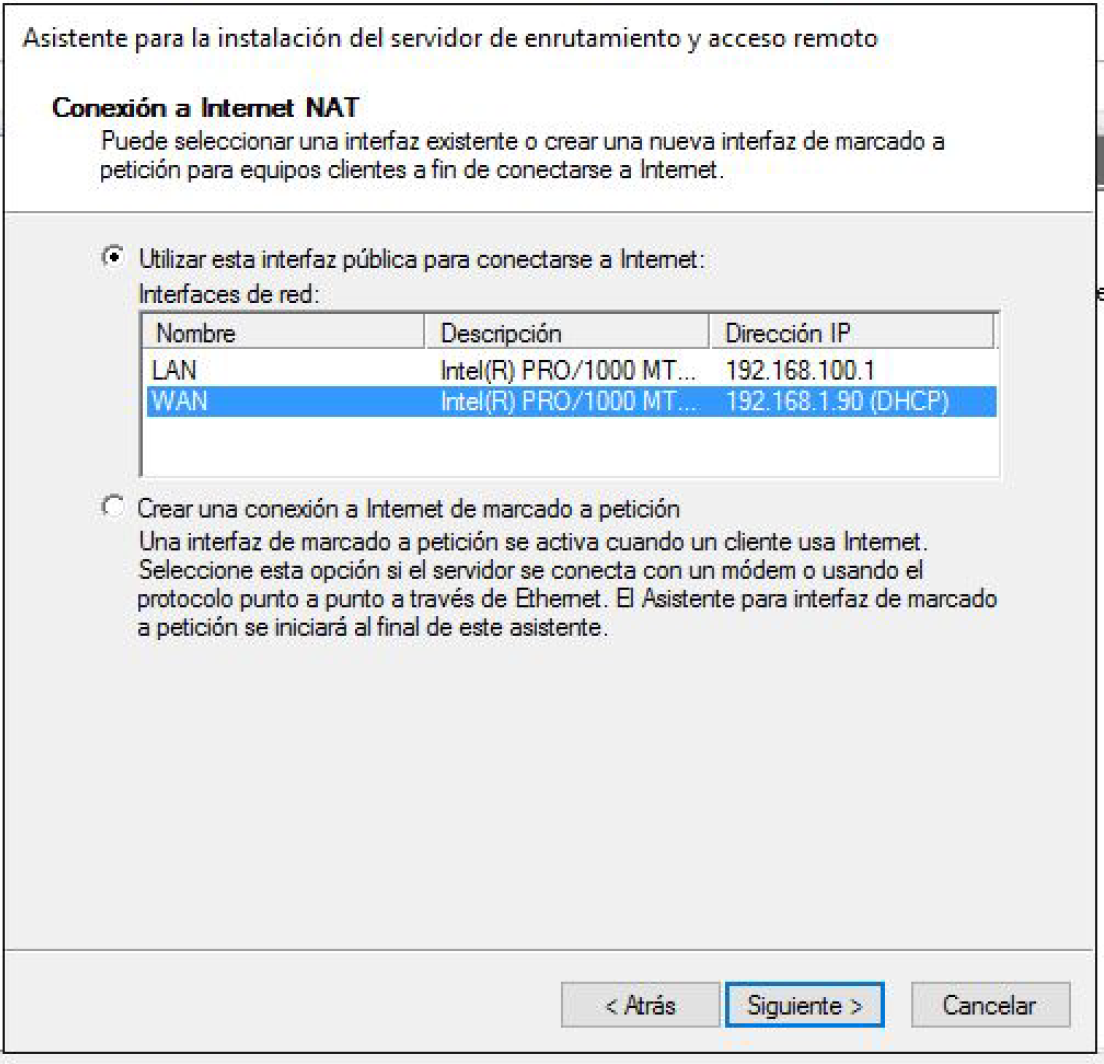 Asistente para la instalación del servidor de enrutamiento y acceso remoto
Conexión a Internet NAT
Puede seleccionar una interfaz existente o crear una nueva interfaz de marcado a
petición para equipos clientes a fin de conectarse a Internet.
Utilizar esta interfaz pública para conectarse a Internet:
Interfaces de red:
Nombre Descripción Dirección IP
LAN Intel(R) PRO/1000 MT... 192.168.100.1
WAN Intel(R) PRO/1000 MT... 192.168.1.90 (DHCP)
Crear una conexión a Internet de marcado a petición
Una interfaz de marcado a petición se activa cuando un cliente usa Internet.
Seleccione esta opción si el servidor se conecta con un módem o usando el
protocolo punto a punto a través de Ethernet. El Asistente para interfaz de marcado
a petición se iniciará al final de este asistente.
< Atrás Siguiente > Cancelar